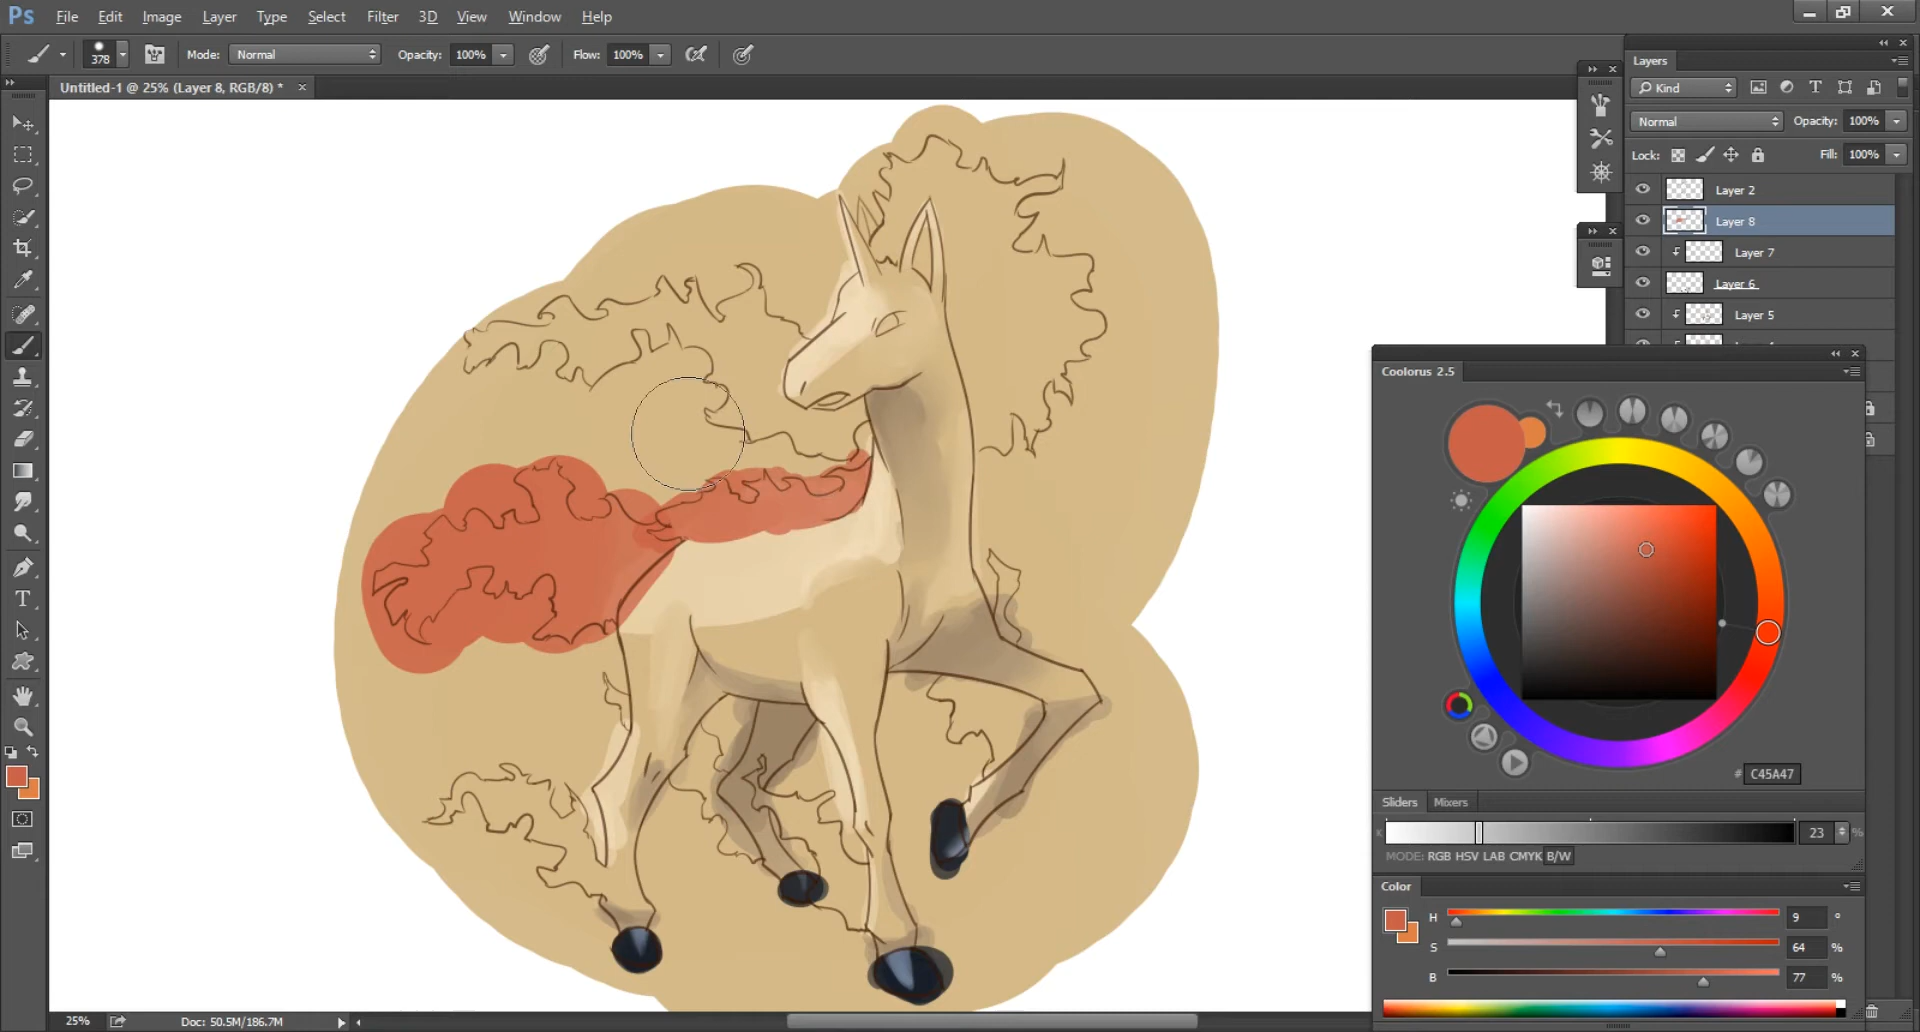 Ps File Edit Image Layer Type Select Filter 3D View Window Help
378 Mode: Normal Opacity: 100% Flow: 100%
Untitled-1 @ 25% (Layer 8, RGB/8) *
Layers
Kind
Normal Opacity: 100%
Lock: Fill: 100%
Layer 2
Layer 8
Layer 7
Layer 6
Layer 5
Coolorus 2.5
# C45A47
Sliders Mixers
K 23 %
MODE: RGB HSV LAB CMYK B/W
Color
H 9 °
S 64 %
B 77 %
25% Doc: 50.5M/186.7M